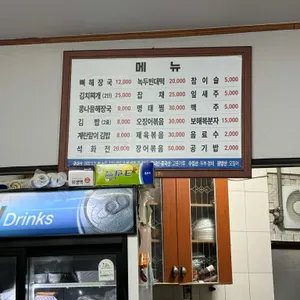 메 뉴
뼈해장국 12,000 녹두빈대떡 20,000 참이슬 5,000
김치찌개(2인) 25,000 잡채 25,000 잎새주 5,000
콩나물해장국 9,000 명태찜 30,000 맥주 5,000
김밥(2줄) 8,000 오징어볶음 30,000 보해복분자 15,000
계란말이김밥 8,000 제육볶음 30,000 음료수 2,000
석화전 20,000 장어볶음 30,000 공기밥 2,000
Drinks